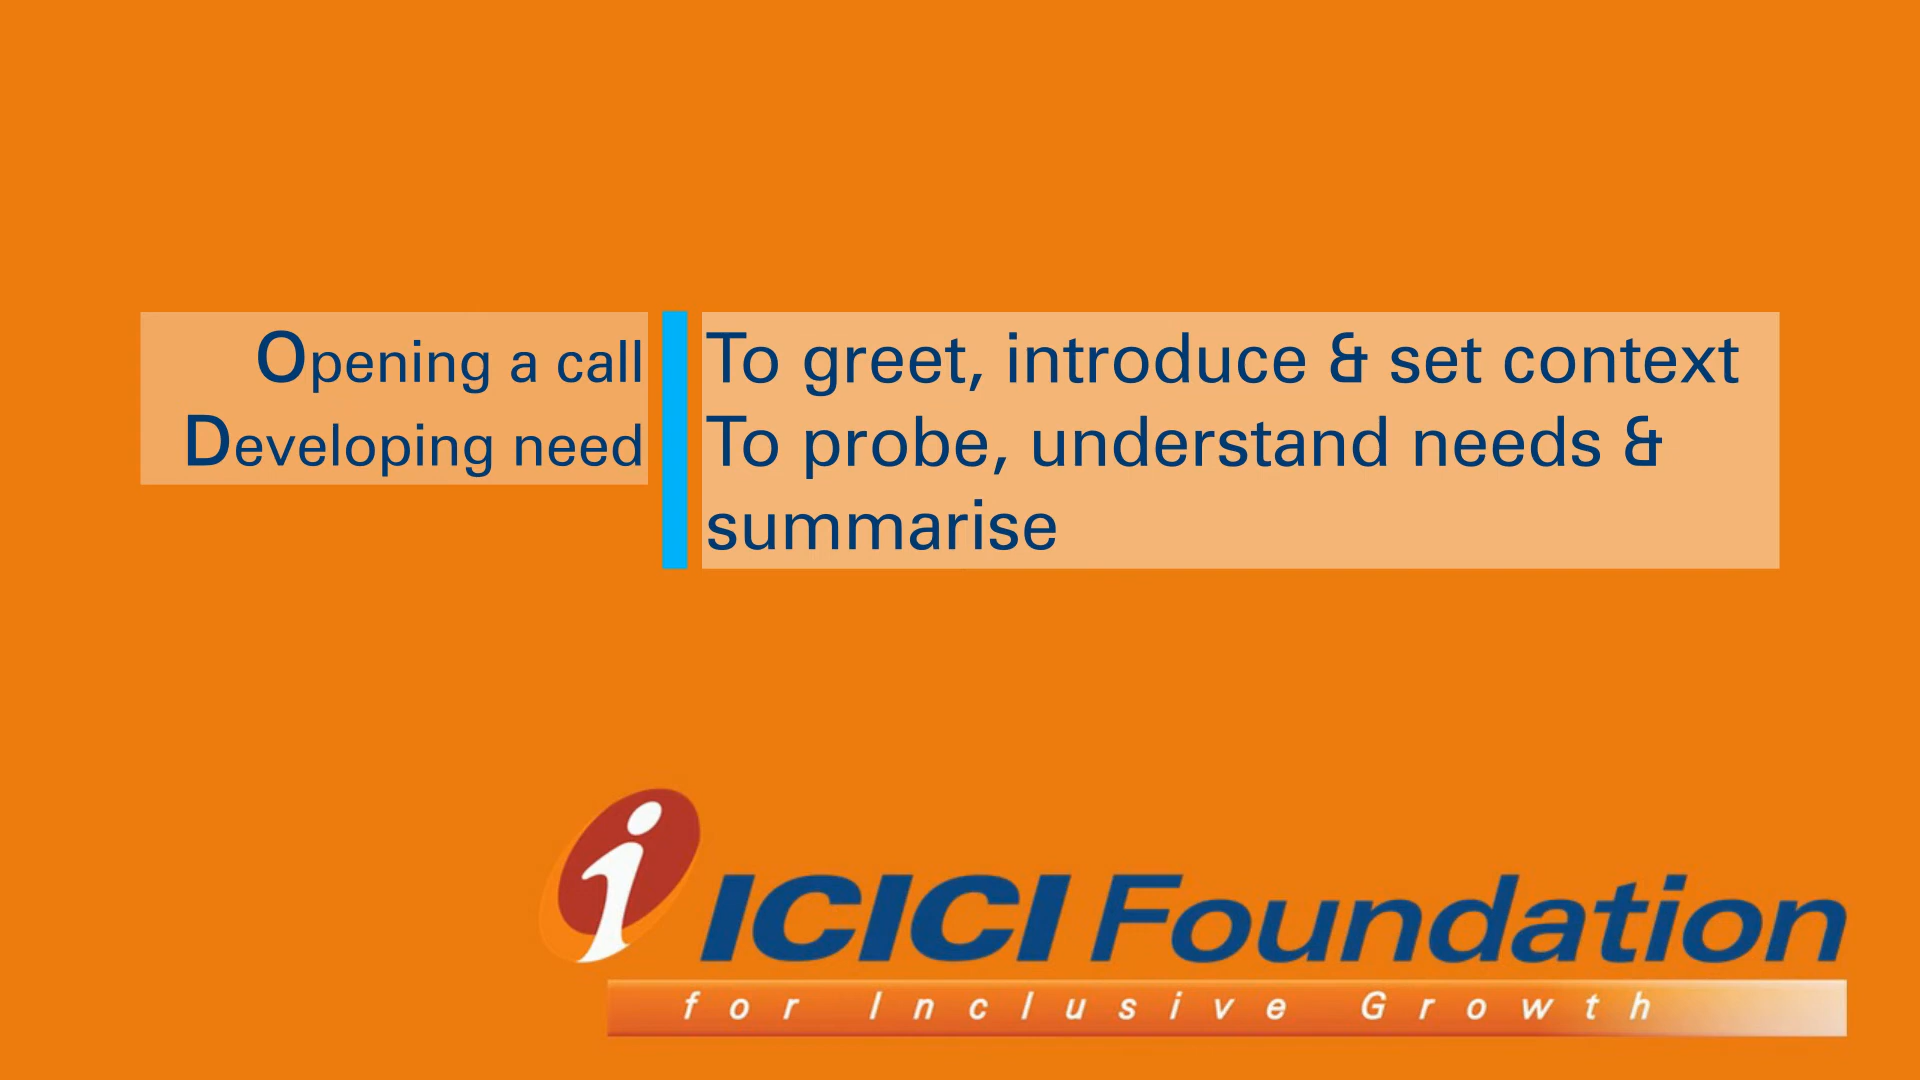 Opening a call
Developing need
To greet, introduce & set context
To probe, understand needs &
summarise
i
ICICI Foundation
for Inclusive Growth